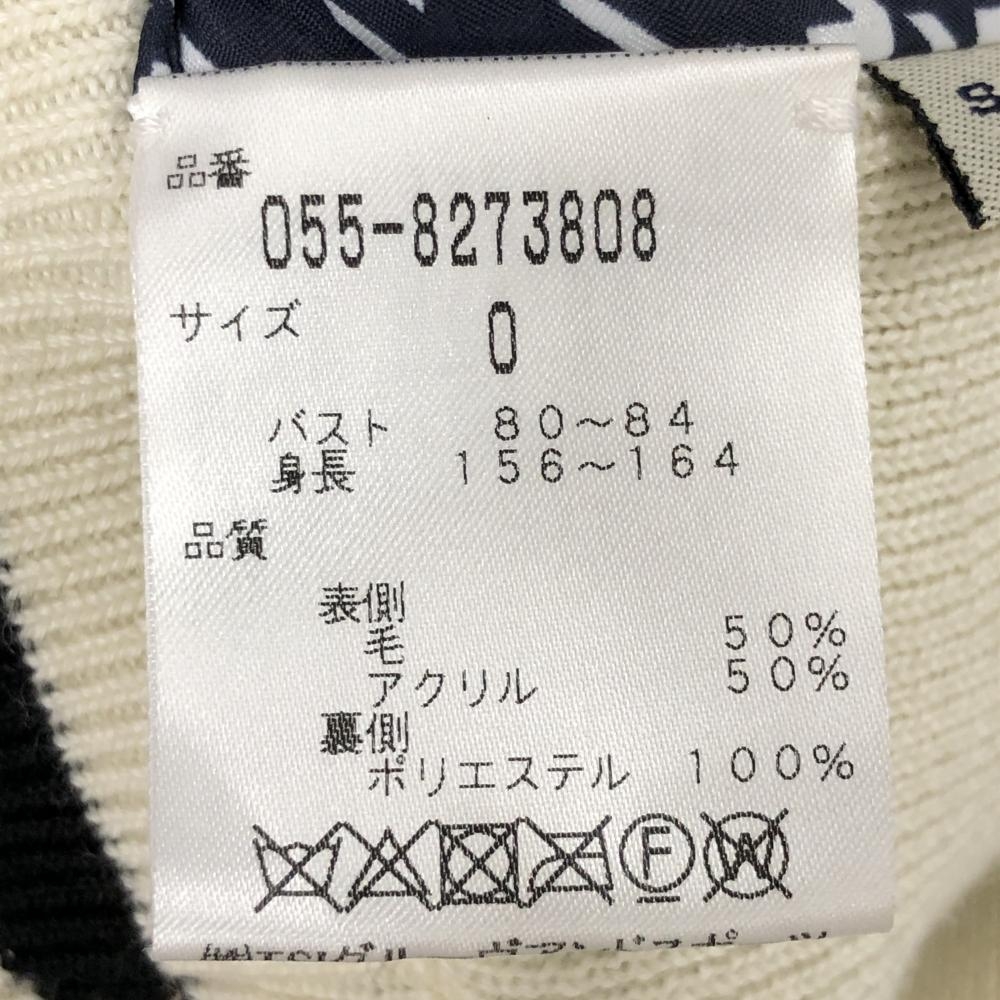 品番
055-8273808
サイズ 0
バスト 80〜84
身長 156〜164
品質
表側
毛 50%
アクリル 50%
裏側
ポリエステル 100%
F W
S